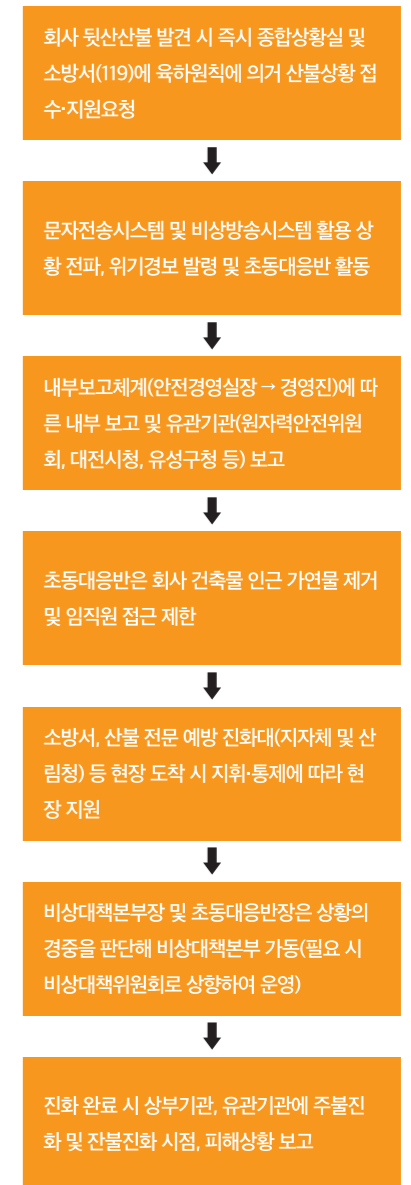 회사 뒷산산불 발견 시 즉시 종합상황실 및
소방서(119)에 육하원칙에 의거 산불상황 접
수·지원요청
문자전송시스템 및 비상방송시스템 활용 상
황 전파, 위기경보 발령 및 초동대응반 활동
내부보고체계(안전경영실장 → 경영진)에 따
른 내부 보고 및 유관기관(원자력안전위원
회, 대전시청, 유성구청 등) 보고
초동대응반은 회사 건축물 인근 가연물 제거
및 임직원 접근 제한
소방서, 산불 전문 예방 진화대(지자체 및 산
림청) 등 현장 도착 시 지휘·통제에 따라 현
장 지원
비상대책본부장 및 초동대응반장은 상황의
경중을 판단해 비상대책본부 가동(필요 시
비상대책위원회로 상향하여 운영)
진화 완료 시 상부기관, 유관기관에 주불진
화 및 잔불진화 시점, 피해상황 보고